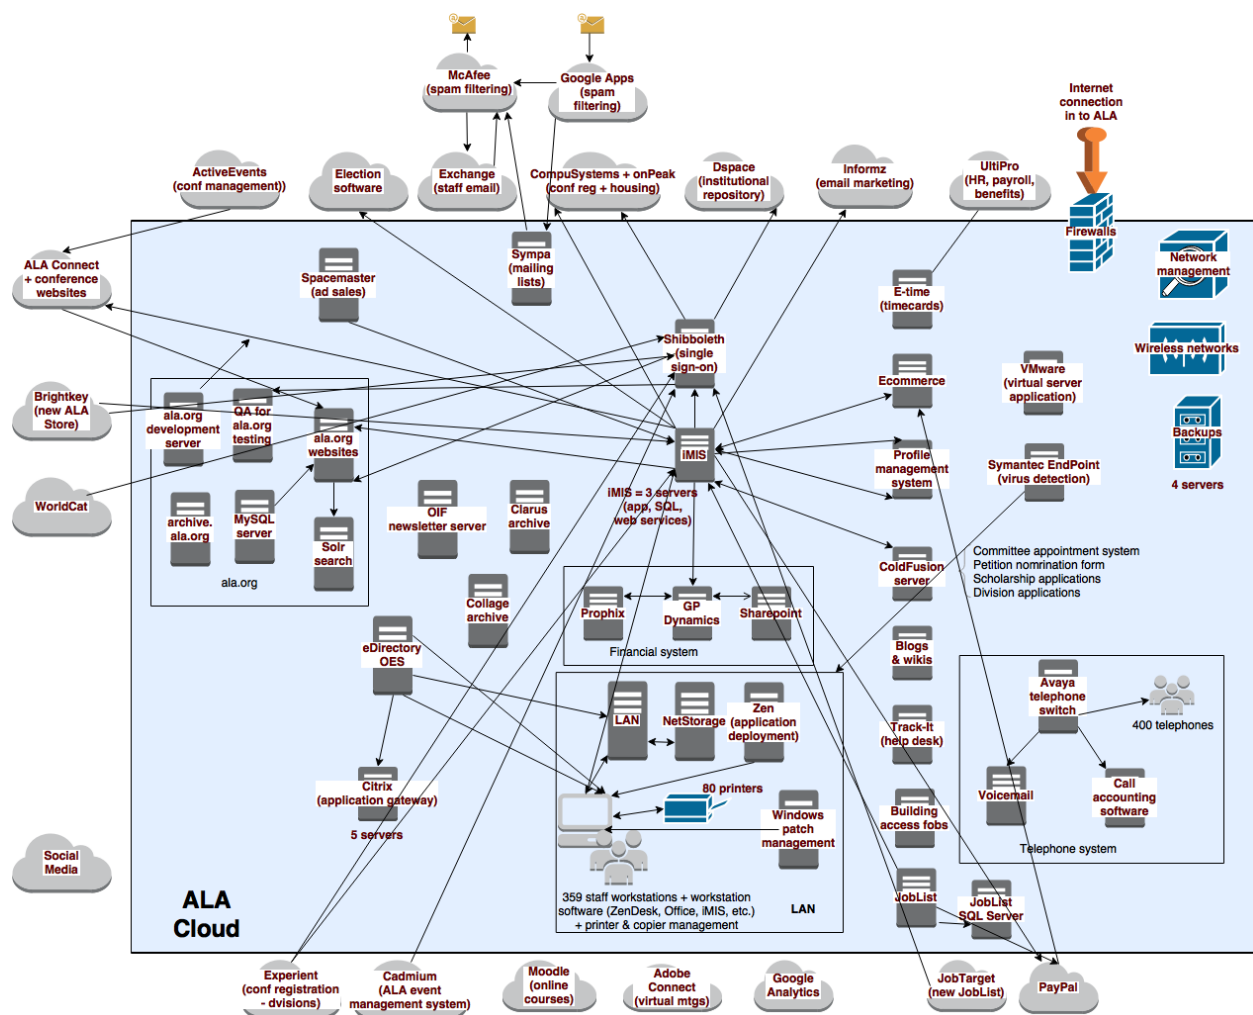 McAfee
(spam filtering)
Google Apps
(spam
filtering)
Internet
connection
in to ALA
ActiveEvents
(conf management))
Election
software
Exchange
(staff email)
CompuSystems + onPeak
(conf reg + housing)
Dspace
(institutional
repository)
Informz
(email marketing)
UltiPro
(HR, payroll,
benefits)
Firewalls
Network
management
ALA Connect
+ conference
websites
Spacemaster
(ad sales)
Sympa
(mailing
lists)
E-time
(timecards)
Shibboleth
(single
sign-on)
Wireless networks
Ecommerce
VMware
(virtual server
application)
Brightkey
(new ALA
Store)
ala.org
development
server
QA for
ala.org
testing
ala.org
websites
iMIS
iMIS = 3 servers
(app, SQL,
web services)
Profile
management
system
Symantec EndPoint
(virus detection)
Backups
4 servers
WorldCat
archive.
ala.org
MySQL
server
Solr
search
ala.org
OIF
newsletter server
Clarus
archive
Collage
archive
ColdFusion
server
Committee appointment system
Petition nomrination form
Scholarship applications
Division applications
Prophix
GP
Dynamics
Sharepoint
Financial system
eDirectory
OES
Blogs
& wikis
Avaya
telephone
switch
400 telephones
LAN
NetStorage
Zen
(application
deployment)
Track-It
(help desk)
Citrix
(application gateway)
5 servers
80 printers
Windows
patch
management
Building
access fobs
Voicemail
Call
accounting
software
Telephone system
Social
Media
359 staff workstations + workstation
software (ZenDesk, Office, iMIS, etc.)
+ printer & copier management
LAN
JobList
JobList
SQL Server
ALA
Cloud
Experient
(conf registration
- dvisions)
Cadmium
(ALA event
management system)
Moodle
(online
courses)
Adobe
Connect
(virtual mtgs)
Google
Analytics
JobTarget
(new JobList)
PayPal